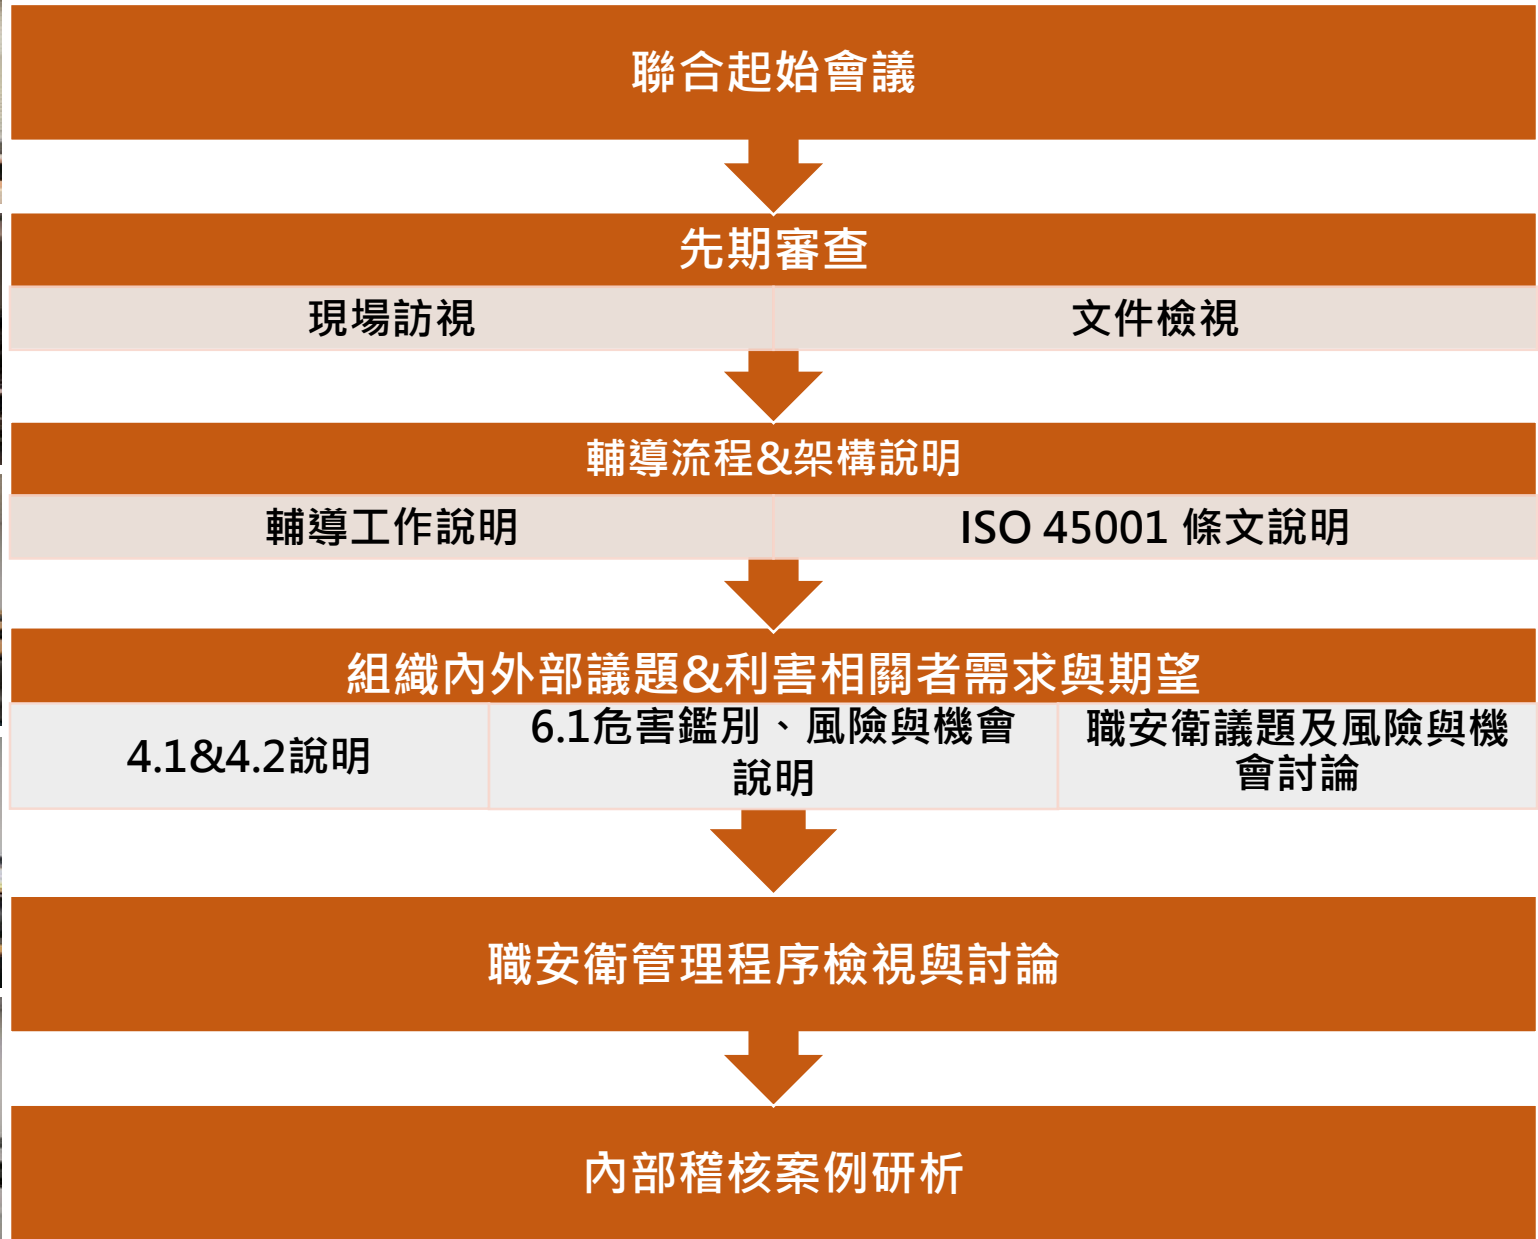 聯合起始會議
先期審查
現場訪視
文件檢視
輔導流程&架構說明
輔導工作說明
ISO 45001 條文說明
組織內外部議題&利害相關者需求與期望
4.1&4.2說明
6.1危害鑑別、風險與機會
說明
職安衛議題及風險與機
會討論
職安衛管理程序檢視與討論
內部稽核案例研析